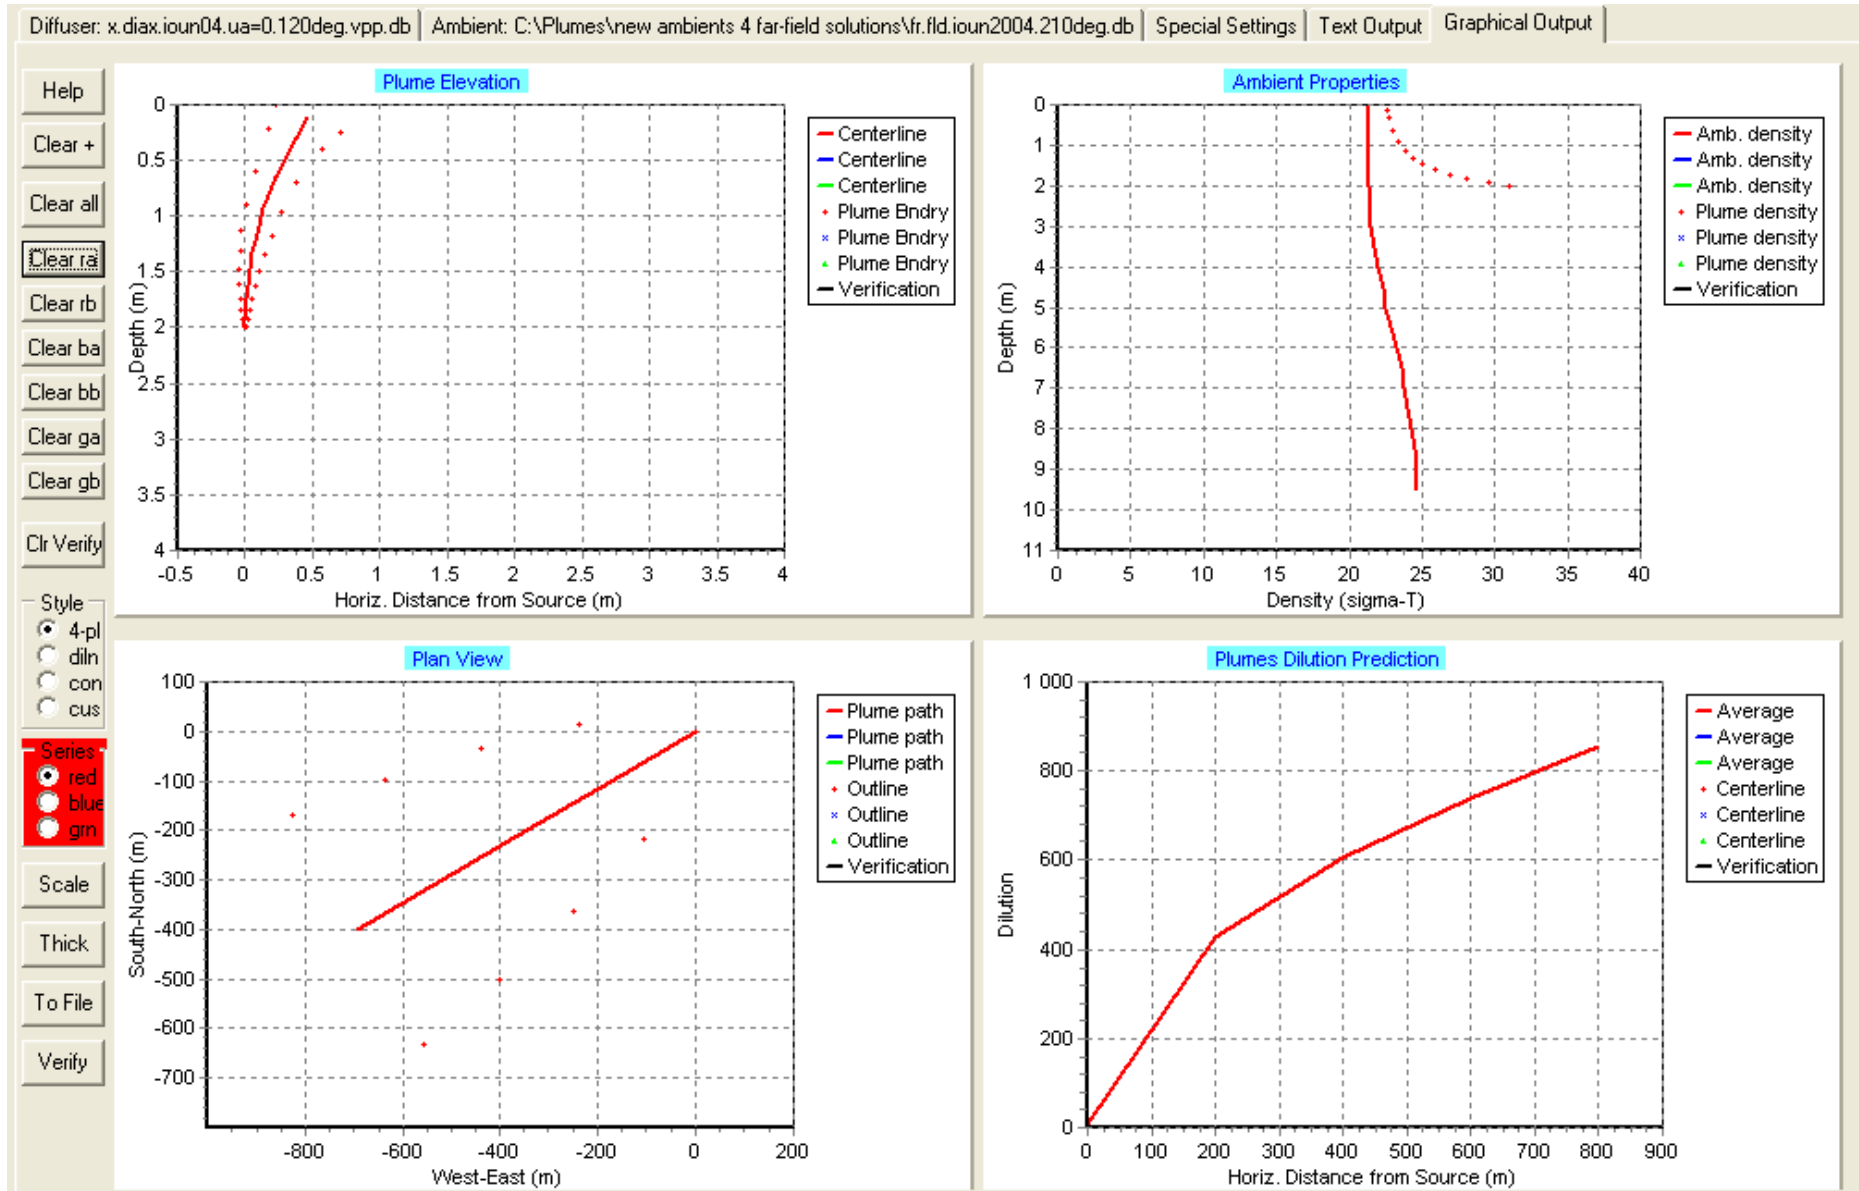 Diffuser: x.diax.ioun04.ua=0.120deg.vpp.db
Ambient: C:\Plumes\new ambients 4 far-field solutions\fr.fld.ioun2004.210deg.db
Special Settings
Text Output
Graphical Output
Help
Clear +
Clear all
Clear ra
Clear rb
Clear ba
Clear bb
Clear ga
Clear gb
Clr Verify
Style
4-pl
diln
con
cus
Series
red
blue
grn
Scale
Thick
To File
Verify
Plume Elevation
0
0.5
1
1.5
2
2.5
3
3.5
4
Depth (m)
-0.5 0 0.5 1 1.5 2 2.5 3 3.5 4
Horiz. Distance from Source (m)
Centerline
Centerline
Centerline
Plume Bndry
Plume Bndry
Plume Bndry
Verification
Ambient Properties
0
1
2
3
4
5
6
7
8
9
10
11
Depth (m)
0 5 10 15 20 25 30 35 40
Density (sigma-T)
Amb. density
Amb. density
Amb. density
Plume density
Plume density
Plume density
Verification
Plan View
100
0
-100
-200
-300
-400
-500
-600
-700
South-North (m)
-800 -600 -400 -200 0 200
West-East (m)
Plume path
Plume path
Plume path
Outline
Outline
Outline
Verification
Plumes Dilution Prediction
1 000
800
600
400
200
0
Dilution
0 100 200 300 400 500 600 700 800 900
Horiz. Distance from Source (m)
Average
Average
Average
Centerline
Centerline
Centerline
Verification